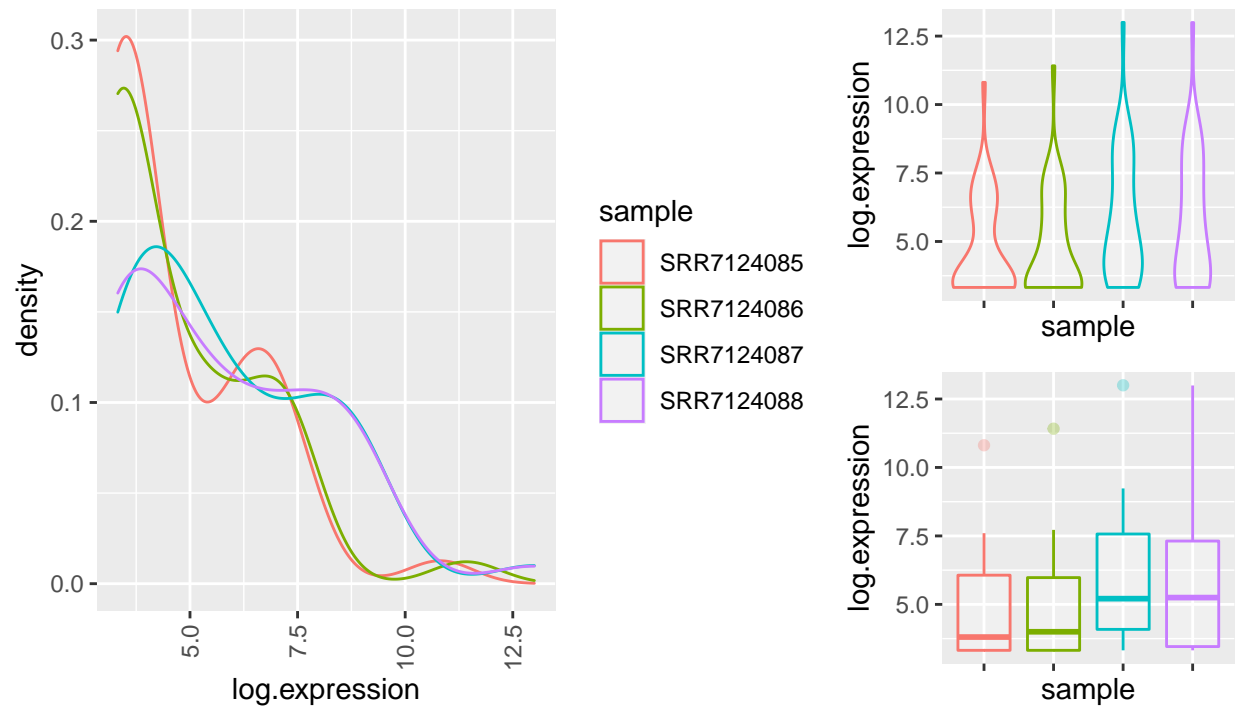 0.3
0.2
0.1
0.0
density
5.0
7.5
10.0
12.5
log.expression
sample
SRR7124085
SRR7124086
SRR7124087
SRR7124088
12.5
10.0
7.5
5.0
log.expression
sample
12.5
10.0
7.5
5.0
log.expression
sample